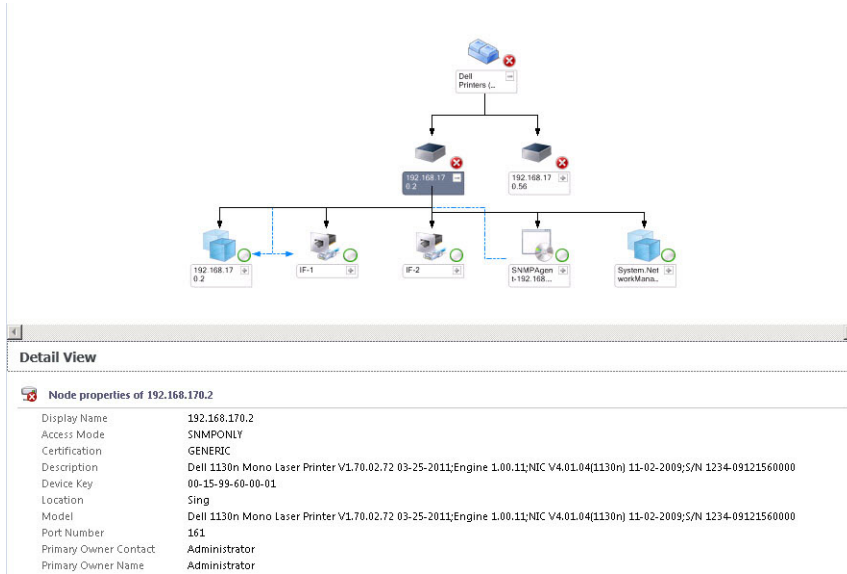 Dell
Printers (...
192.168.17
0.2
192.168.17
0.56
192.168.17
0.2
IF-1
IF-2
SNMPAgen
t-192.168...
System.Net
workMana...
Detail View
Node properties of 192.168.170.2
Display Name 192.168.170.2
Access Mode SNMPONLY
Certification GENERIC
Description Dell 1130n Mono Laser Printer V1.70.02.72 03-25-2011;Engine 1.00.11;NIC V4.01.04(1130n) 11-02-2009;S/N 1234-09121560000
Device Key 00-15-99-60-00-01
Location Sing
Model Dell 1130n Mono Laser Printer V1.70.02.72 03-25-2011;Engine 1.00.11;NIC V4.01.04(1130n) 11-02-2009;S/N 1234-09121560000
Port Number 161
Primary Owner Contact Administrator
Primary Owner Name Administrator